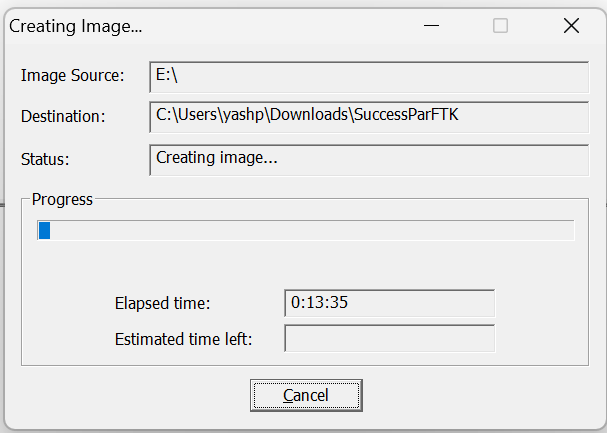 Creating Image...
Image Source: E:\
Destination: C:\Users\yashp\Downloads\SuccessParFTK
Status: Creating image...
Progress
Elapsed time: 0:13:35
Estimated time left:
Cancel